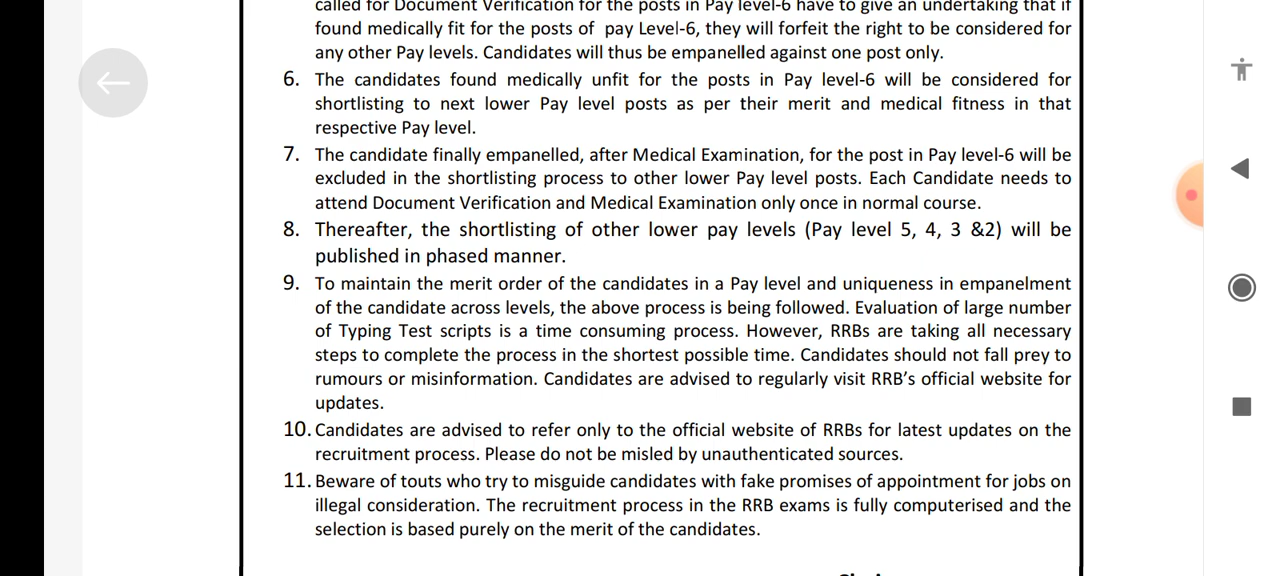 called for Document Verification for the posts in Pay level-6 have to give an undertaking that if
found medically fit for the posts of pay Level-6, they will forfeit the right to be considered for
any other Pay levels. Candidates will thus be empanelled against one post only.
6. The candidates found medically unfit for the posts in Pay level-6 will be considered for
shortlisting to next lower Pay level posts as per their merit and medical fitness in that
respective Pay level.
7. The candidate finally empanelled, after Medical Examination, for the post in Pay level-6 will be
excluded in the shortlisting process to other lower Pay level posts. Each Candidate needs to
attend Document Verification and Medical Examination only once in normal course.
8. Thereafter, the shortlisting of other lower pay levels (Pay level 5, 4, 3 &2) will be
published in phased manner.
9. To maintain the merit order of the candidates in a Pay level and uniqueness in empanelment
of the candidate across levels, the above process is being followed. Evaluation of large number
of Typing Test scripts is a time consuming process. However, RRBs are taking all necessary
steps to complete the process in the shortest possible time. Candidates should not fall prey to
rumours or misinformation. Candidates are advised to regularly visit RRB's official website for
updates.
10. Candidates are advised to refer only to the official website of RRBs for latest updates on the
recruitment process. Please do not be misled by unauthenticated sources.
11. Beware of touts who try to misguide candidates with fake promises of appointment for jobs on
illegal consideration. The recruitment process in the RRB exams is fully computerised and the
selection is based purely on the merit of the candidates.